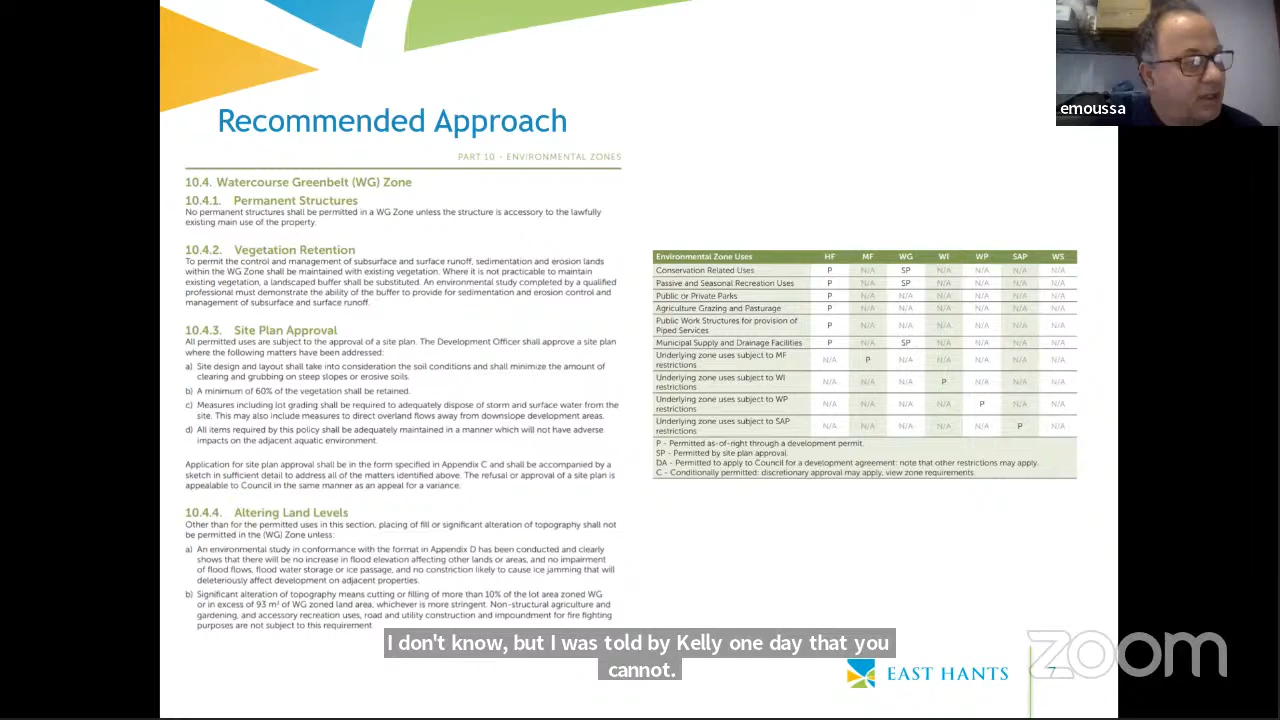 emoussa
Recommended Approach
PART 10 - ENVIRONMENTAL ZONES
10.4. Watercourse Greenbelt (WG) Zone
10.4.1. Permanent Structures
No permanent structures shall be permitted in a WG Zone unless the structure is accessory to the lawfully
existing main use of the property.
10.4.2. Vegetation Retention
To permit the control and management of subsurface and surface runoff, sedimentation and erosion lands
within the WG Zone shall be maintained with existing vegetation. Where it is not practicable to maintain
existing vegetation, a landscaped buffer shall be substituted. An environmental study completed by a qualified
professional must demonstrate the ability of the buffer to provide for sedimentation and erosion control and
management of subsurface and surface runoff.
10.4.3. Site Plan Approval
All permitted uses are subject to the approval of a site plan. The Development Officer shall approve a site plan
where the following matters have been addressed:
a) Site design and layout shall take into consideration the soil conditions and shall minimize the amount of
clearing and grubbing on steep slopes or erosive soils.
b) A minimum of 60% of the vegetation shall be retained.
c) Measures including lot grading shall be required to adequately dispose of storm and surface water from the
site. This may also include measures to direct overland flows away from downslope development areas.
d) All items required by this policy shall be adequately maintained in a manner which will not have adverse
impacts on the adjacent aquatic environment.
Application for site plan approval shall be in the form specified in Appendix C and shall be accompanied by a
sketch in sufficient detail to address all of the matters identified above. The refusal or approval of a site plan is
appealable to Council in the same manner as an appeal for a variance.
10.4.4. Altering Land Levels
Other than for the permitted uses in this section, placing of fill or significant alteration of topography shall not
be permitted in the (WG) Zone unless:
a) An environmental study in conformance with the format in Appendix D has been conducted and clearly
shows that there will be no increase in flood elevation affecting other lands or areas, and no impairment
of flood flows, flood water storage or ice passage, and no constriction likely to cause ice jamming that will
deleteriously affect development on adjacent properties.
b) Significant alteration of topography means cutting or filling of more than 10% of the lot area zoned WG
or in excess of 93 m² of WG zoned land area, whichever is more stringent. Non-structural agriculture and
gardening, and accessory recreation uses, road and utility construction and impoundment for fire fighting
purposes are not subject to this requirement
Environmental Zone Uses HF MF WG WI WP SAP WS
Conservation Related Uses P N/A SP N/A N/A N/A N/A
Passive and Seasonal Recreation Uses P N/A SP N/A N/A N/A N/A
Public or Private Parks P N/A N/A N/A N/A N/A N/A
Agriculture Grazing and Pasturage P N/A N/A N/A N/A N/A N/A
Public Work Structures for provision of
Piped Services P N/A N/A N/A N/A N/A N/A
Municipal Supply and Drainage Facilities P N/A SP N/A N/A N/A N/A
Underlying zone uses subject to MF
restrictions N/A P N/A N/A N/A N/A N/A
Underlying zone uses subject to WI
restrictions N/A N/A N/A P N/A N/A N/A
Underlying zone uses subject to WP
restrictions N/A N/A N/A N/A P N/A N/A
Underlying zone uses subject to SAP
restrictions N/A N/A N/A N/A N/A P N/A
P - Permitted as-of-right through a development permit.
SP - Permitted by site plan approval.
DA - Permitted to apply to Council for a development agreement: note that other restrictions may apply.
C - Conditionally permitted: discretionary approval may apply, view zone requirements.
I don't know, but I was told by Kelly one day that you
cannot.
EAST HANTS
7
zoom